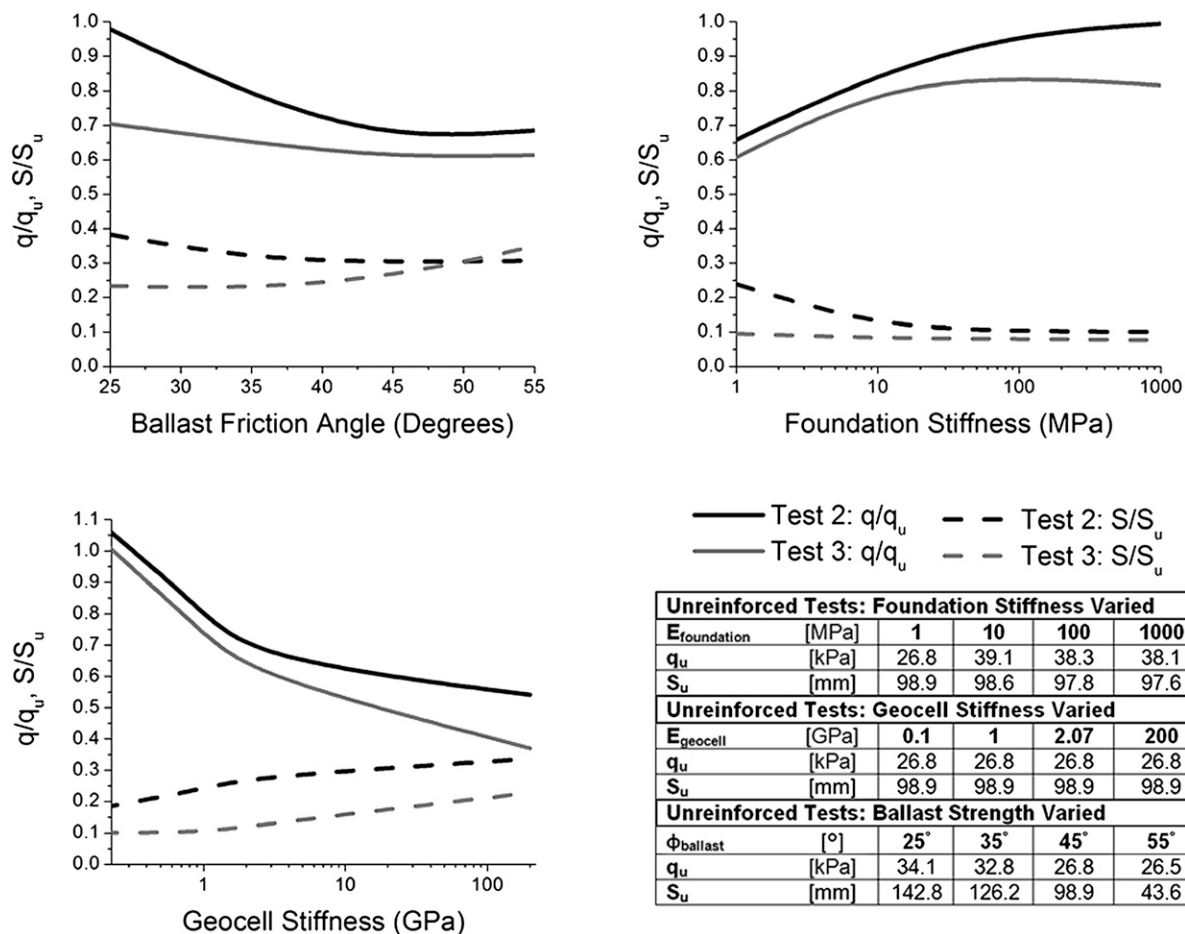 1.0
0.9
0.8
0.7
0.6
0.5
0.4
0.3
0.2
0.1
0.0
q/qu, S/Su
25 30 35 40 45 50 55
Ballast Friction Angle (Degrees)
1.0
0.9
0.8
0.7
0.6
0.5
0.4
0.3
0.2
0.1
0.0
q/qu, S/Su
1 10 100 1000
Foundation Stiffness (MPa)
1.1
1.0
0.9
0.8
0.7
0.6
0.5
0.4
0.3
0.2
0.1
0.0
q/qu, S/Su
1 10 100
Geocell Stiffness (GPa)
Test 2: q/qu Test 2: S/Su
Test 3: q/qu Test 3: S/Su
Unreinforced Tests: Foundation Stiffness Varied
Efoundation [MPa] 1 10 100 1000
qu [kPa] 26.8 39.1 38.3 38.1
Su [mm] 98.9 98.6 97.8 97.6
Unreinforced Tests: Geocell Stiffness Varied
Egeocell [GPa] 0.1 1 2.07 200
qu [kPa] 26.8 26.8 26.8 26.8
Su [mm] 98.9 98.9 98.9 98.9
Unreinforced Tests: Ballast Strength Varied
ϕballast [°] 25° 35° 45° 55°
qu [kPa] 34.1 32.8 26.8 26.5
Su [mm] 142.8 126.2 98.9 43.6